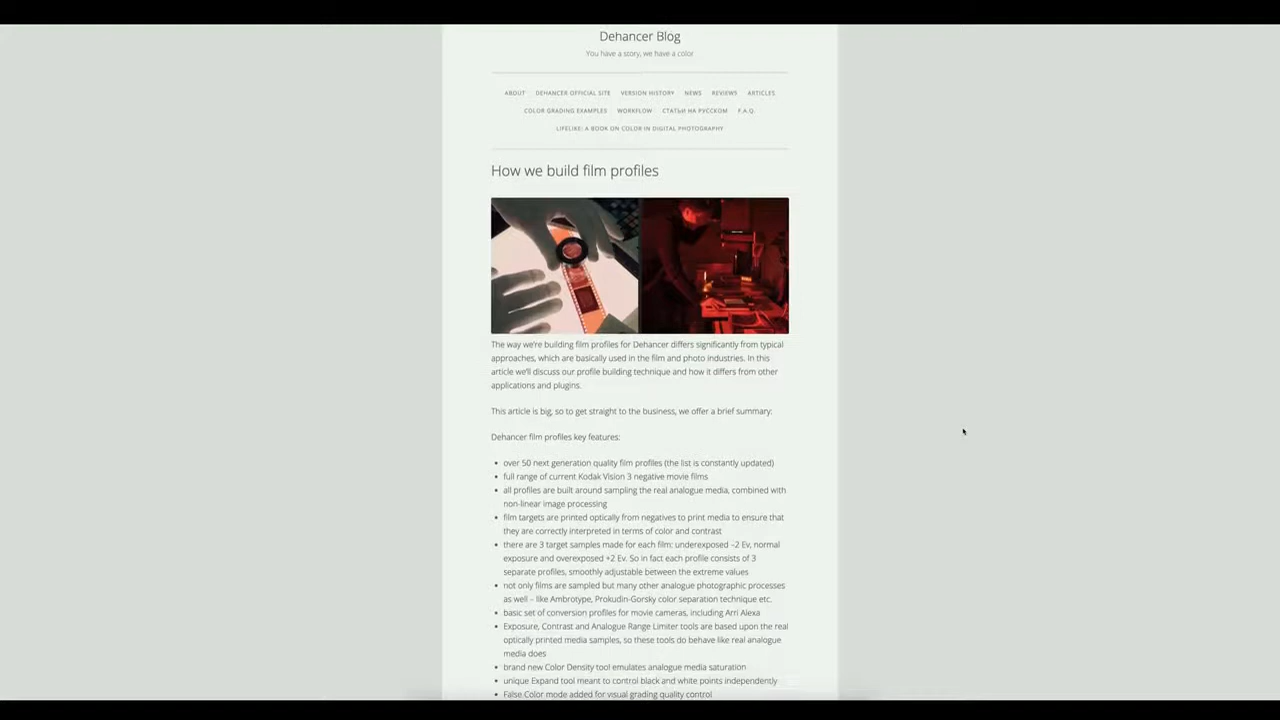 Dehancer Blog
You have a story, we have a color
ABOUT DEHANCER OFFICIAL SITE VERSION HISTORY NEWS REVIEWS ARTICLES
COLOR GRADING EXAMPLES WORKFLOW СТАТЬИ НА РУССКОМ F.A.Q.
LIFELIKE: A BOOK ON COLOR IN DIGITAL PHOTOGRAPHY
How we build film profiles
The way we're building film profiles for Dehancer differs significantly from typical
approaches, which are basically used in the film and photo industries. In this
article we'll discuss our profile building technique and how it differs from other
applications and plugins.
This article is big, so to get straight to the business, we offer a brief summary:
Dehancer film profiles key features:
• over 50 next generation quality film profiles (the list is constantly updated)
• full range of current Kodak Vision 3 negative movie films
• all profiles are built around sampling the real analogue media, combined with
non-linear image processing
• film targets are printed optically from negatives to print media to ensure that
they are correctly interpreted in terms of color and contrast
• there are 3 target samples made for each film: underexposed –2 Ev, normal
exposure and overexposed +2 Ev. So in fact each profile consists of 3
separate profiles, smoothly adjustable between the extreme values
• not only films are sampled but many other analogue photographic processes
as well – like Ambrotype, Prokudin-Gorsky color separation technique etc.
• basic set of conversion profiles for movie cameras, including Arri Alexa
• Exposure, Contrast and Analogue Range Limiter tools are based upon the real
optically printed media samples, so these tools do behave like real analogue
media does
• brand new Color Density tool emulates analogue media saturation
• unique Expand tool meant to control black and white points independently
• False Color mode added for visual grading quality control